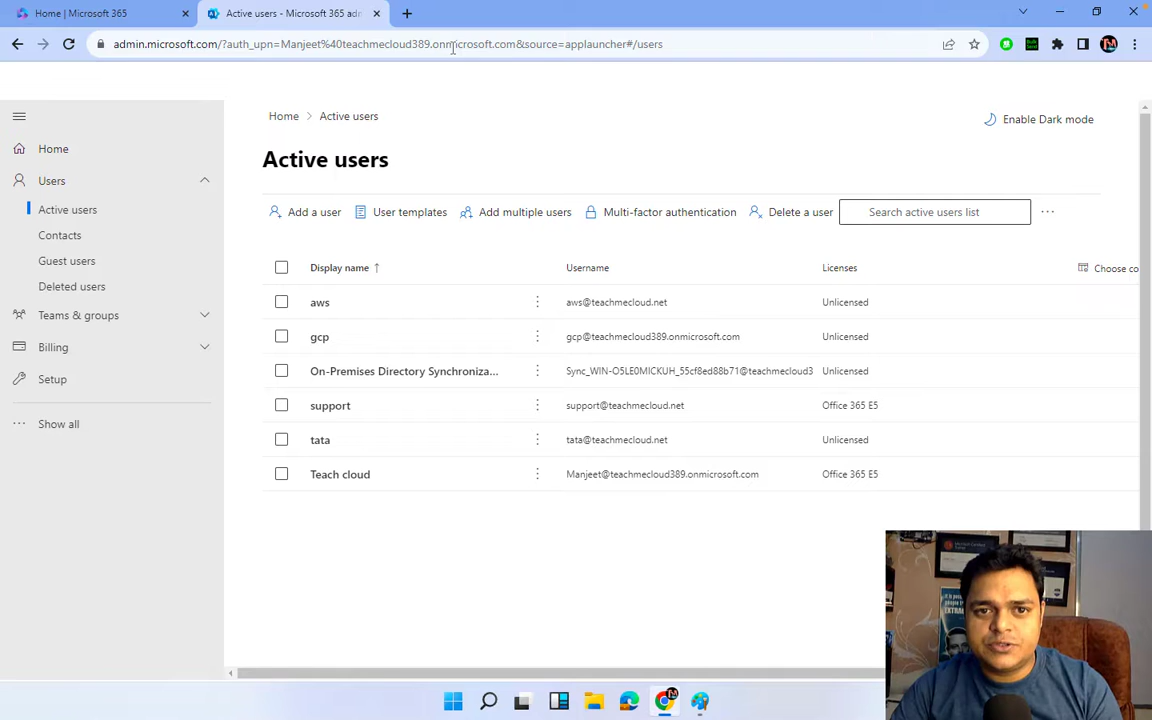 Home | Microsoft 365
Active users - Microsoft 365 adm
admin.microsoft.com/?auth_upn=Manjeet%40teachmecloud389.onmicrosoft.com&source=applauncher#/users
Home > Active users
Enable Dark mode
Active users
Home
Users
Active users
Contacts
Guest users
Deleted users
Teams & groups
Billing
Setup
Show all
Add a user User templates Add multiple users Multi-factor authentication Delete a user Search active users list
Display name ↑ Username Licenses Choose co
aws aws@teachmecloud.net Unlicensed
gcp gcp@teachmecloud389.onmicrosoft.com Unlicensed
On-Premises Directory Synchroniza... Sync_WIN-O5LE0MICKUH_55cf8ed88b71@teachmecloud3 Unlicensed
support support@teachmecloud.net Office 365 E5
tata tata@teachmecloud.net Unlicensed
Teach cloud Manjeet@teachmecloud389.onmicrosoft.com Office 365 E5